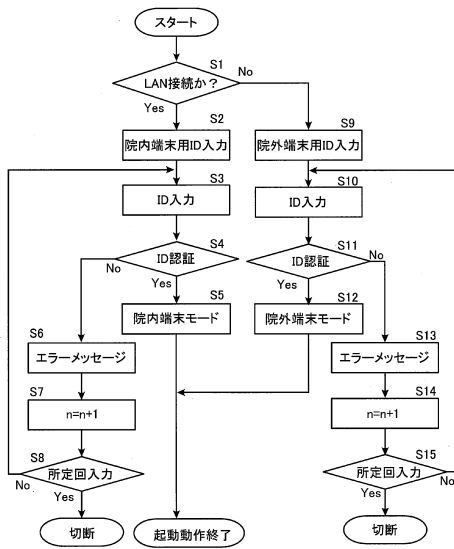 スタート
S1
LAN接続か？
No
Yes
S2
院内端末用ID入力
S9
院外端末用ID入力
S3
ID入力
S10
ID入力
S4
ID認証
No
Yes
S11
ID認証
No
Yes
S5
院内端末モード
S12
院外端末モード
S6
エラーメッセージ
S13
エラーメッセージ
S7
n=n+1
S14
n=n+1
S8
所定回入力
No
Yes
S15
所定回入力
No
Yes
切断
起動動作終了
切断